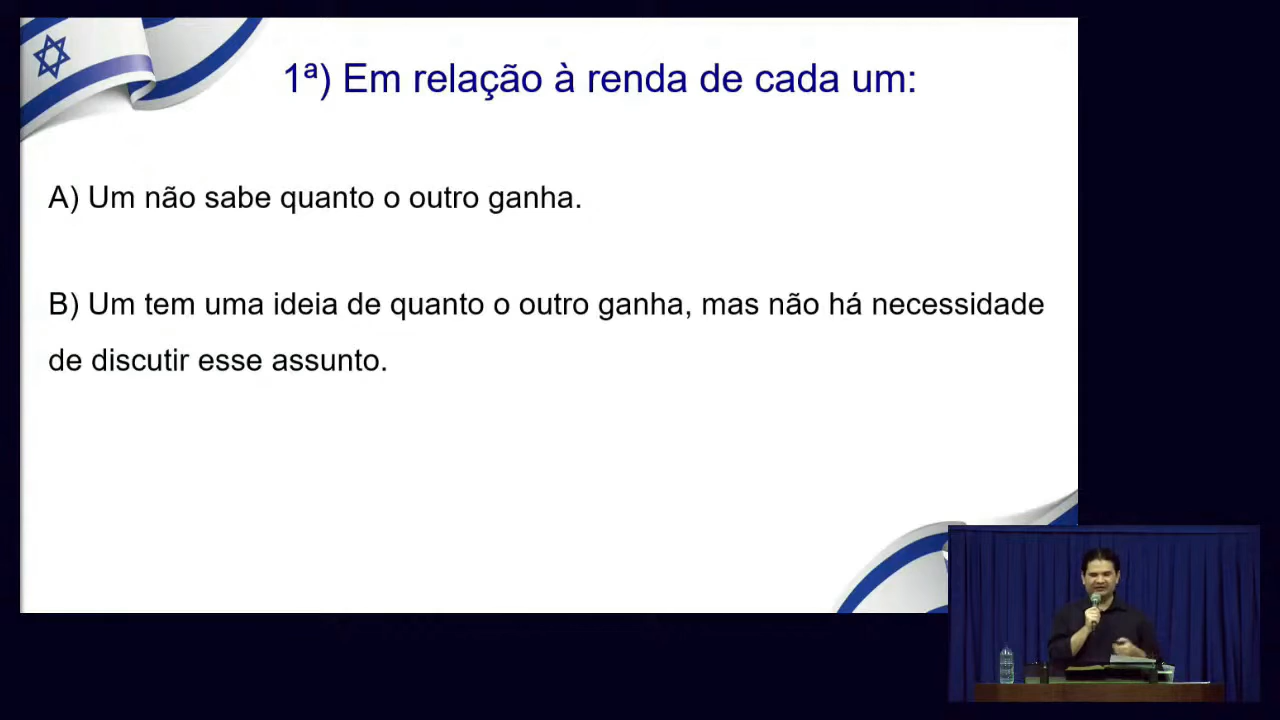 1ª) Em relação à renda de cada um:
A) Um não sabe quanto o outro ganha.
B) Um tem uma ideia de quanto o outro ganha, mas não há necessidade
de discutir esse assunto.